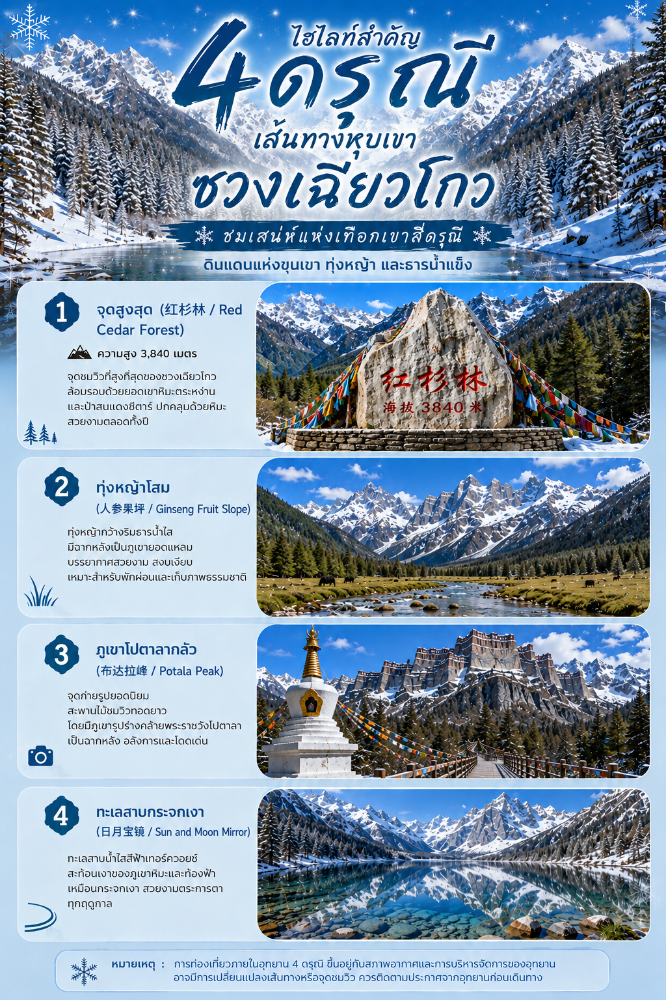 ไฮไลท์สำคัญ
4ดรุณี
เส้นทางหุบเขา
ซวงเฉียวโกว
ชมเสน่ห์แห่งเทือกเขาสี่ดรุณี
ดินแดนแห่งขุนเขา ทุ่งหญ้า และธารน้ำแข็ง
1
จุดสูงสุด (红杉林 / Red
Cedar Forest)
ความสูง 3,840 เมตร
จุดชมวิวที่สูงที่สุดของซวงเฉียวโกว
ล้อมรอบด้วยยอดเขาหิมะตระหง่าน
และป่าสนแดงซีตาร์ ปกคลุมด้วยหิมะ
สวยงามตลอดทั้งปี
红杉林
海拔 3840 米
2
ทุ่งหญ้าโสม
(人参果坪 / Ginseng Fruit Slope)
ทุ่งหญ้ากว้างริมธารน้ำใส
มีฉากหลังเป็นภูเขายอดแหลม
บรรยากาศสวยงาม สงบเงียบ
เหมาะสำหรับพักผ่อนและเก็บภาพธรรมชาติ
3
ภูเขาโปตาลากลัว
(布达拉峰 / Potala Peak)
จุดถ่ายรูปยอดนิยม
สะพานไม้ชมวิวทอดยาว
โดยมีภูเขารูปร่างคล้ายพระราชวังโปตาลา
เป็นฉากหลัง อลังการและโดดเด่น
4
ทะเลสาบกระจกเงา
(日月宝镜 / Sun and Moon Mirror)
ทะเลสาบน้ำใสสีฟ้าเทอร์ควอยซ์
สะท้อนเงาของภูเขาหิมะและท้องฟ้า
เหมือนกระจกเงา สวยงามตระการตา
ทุกฤดูกาล
หมายเหตุ : การท่องเที่ยวภายในอุทยาน 4 ดรุณี ขึ้นอยู่กับสภาพอากาศและการบริหารจัดการของอุทยาน
อาจมีการเปลี่ยนแปลงเส้นทางหรือจุดชมวิว ควรติดตามประกาศจากอุทยานก่อนเดินทาง